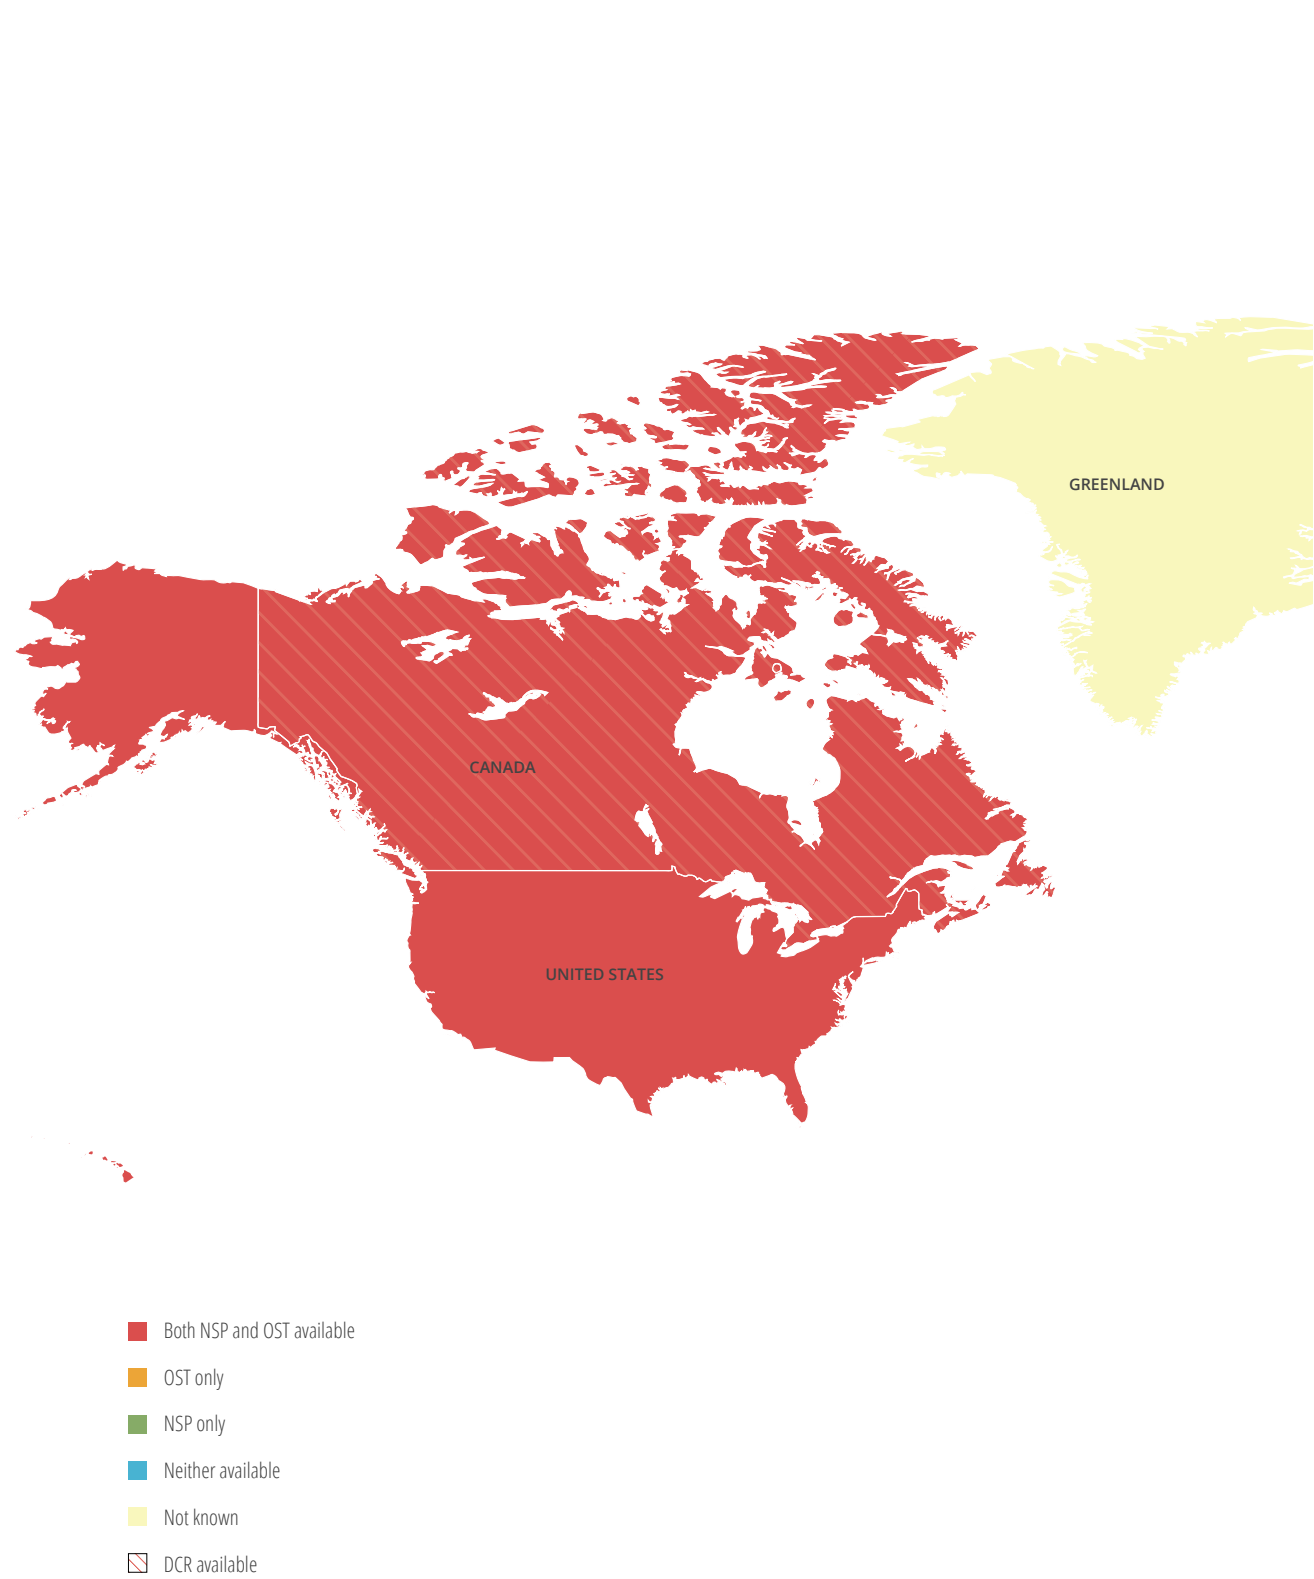 GREENLAND
CANADA
UNITED STATES
Both NSP and OST available
OST only
NSP only
Neither available
Not known
DCR available